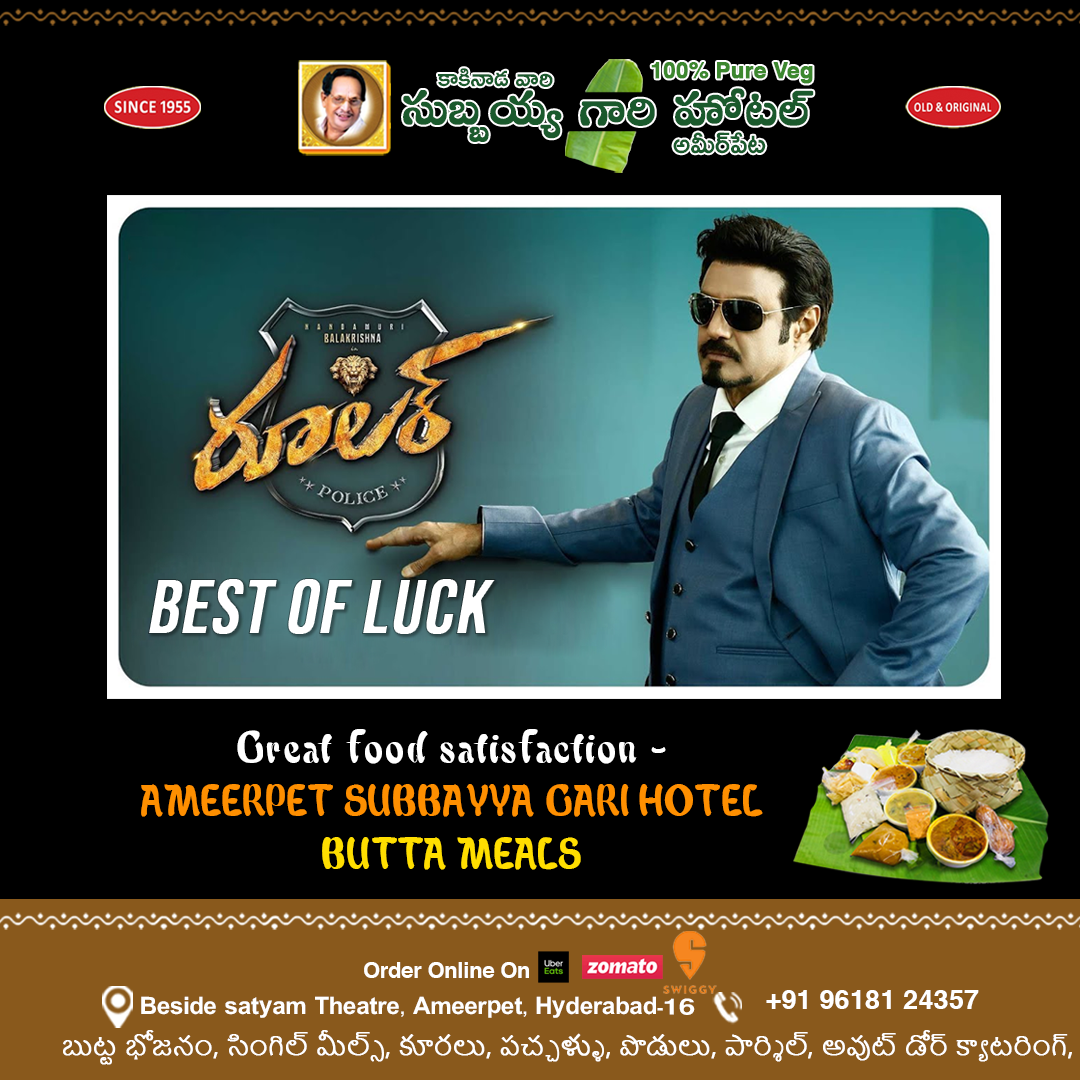 SINCE 1955
కాకినాడ వారి
100% Pure Veg
సుబ్బయ్య గారి హోటల్
అమీర్‌పేట
OLD & ORIGINAL
NANDAMURI
BALAKRISHNA
in
రూలర్
POLICE
BEST OF LUCK
Great food satisfaction -
AMEERPET SUBBAYYA GARI HOTEL
BUTTA MEALS
Order Online On Uber Eats zomato SWIGGY
Beside satyam Theatre, Ameerpet, Hyderabad-16 +91 96181 24357
బుట్ట భోజనం, సింగిల్ మీల్స్, కూరలు, పచ్చళ్ళు, పొడులు, పార్శిల్, అవుట్ డోర్ క్యాటరింగ్,